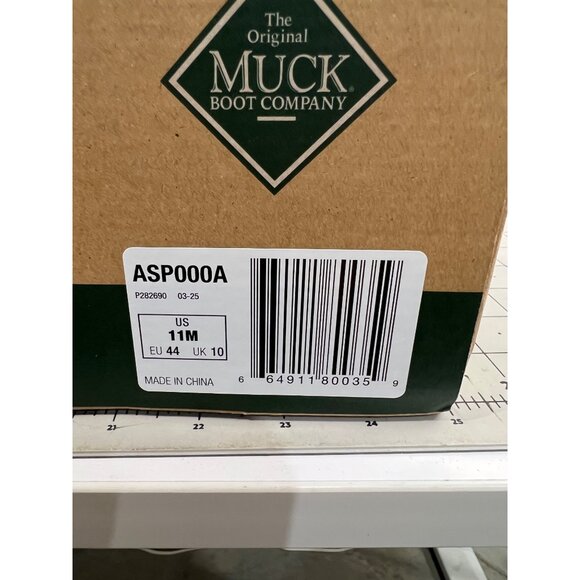 The
Original
MUCK®
BOOT COMPANY
ASP000A
P282690 03-25
US
11M
EU 44 UK 10
MADE IN CHINA
6 64911 80035 9
21 22 23 24 25